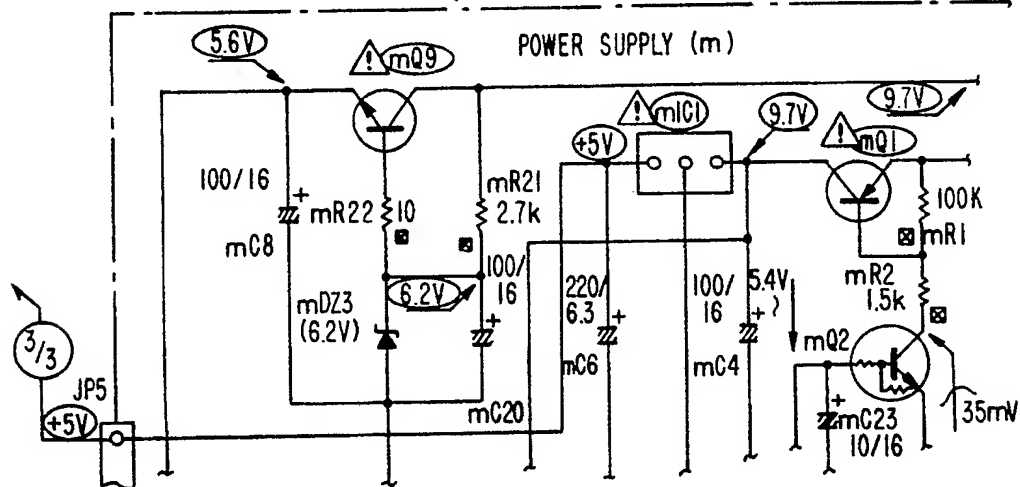 POWER SUPPLY (m)
5.6V
! mQ9
9.7V
! mIC1
9.7V
! mQ1
+5V
100/16
mR22
10
mR21
2.7k
100K
mR1
mC8
mR2
1.5k
6.2V
100/
16
220/
6.3
100/
16
5.4V
mDZ3
(6.2V)
mQ2
3/3
mC6
mC4
JP5
mC20
mC23
10/16
35mV
+5V